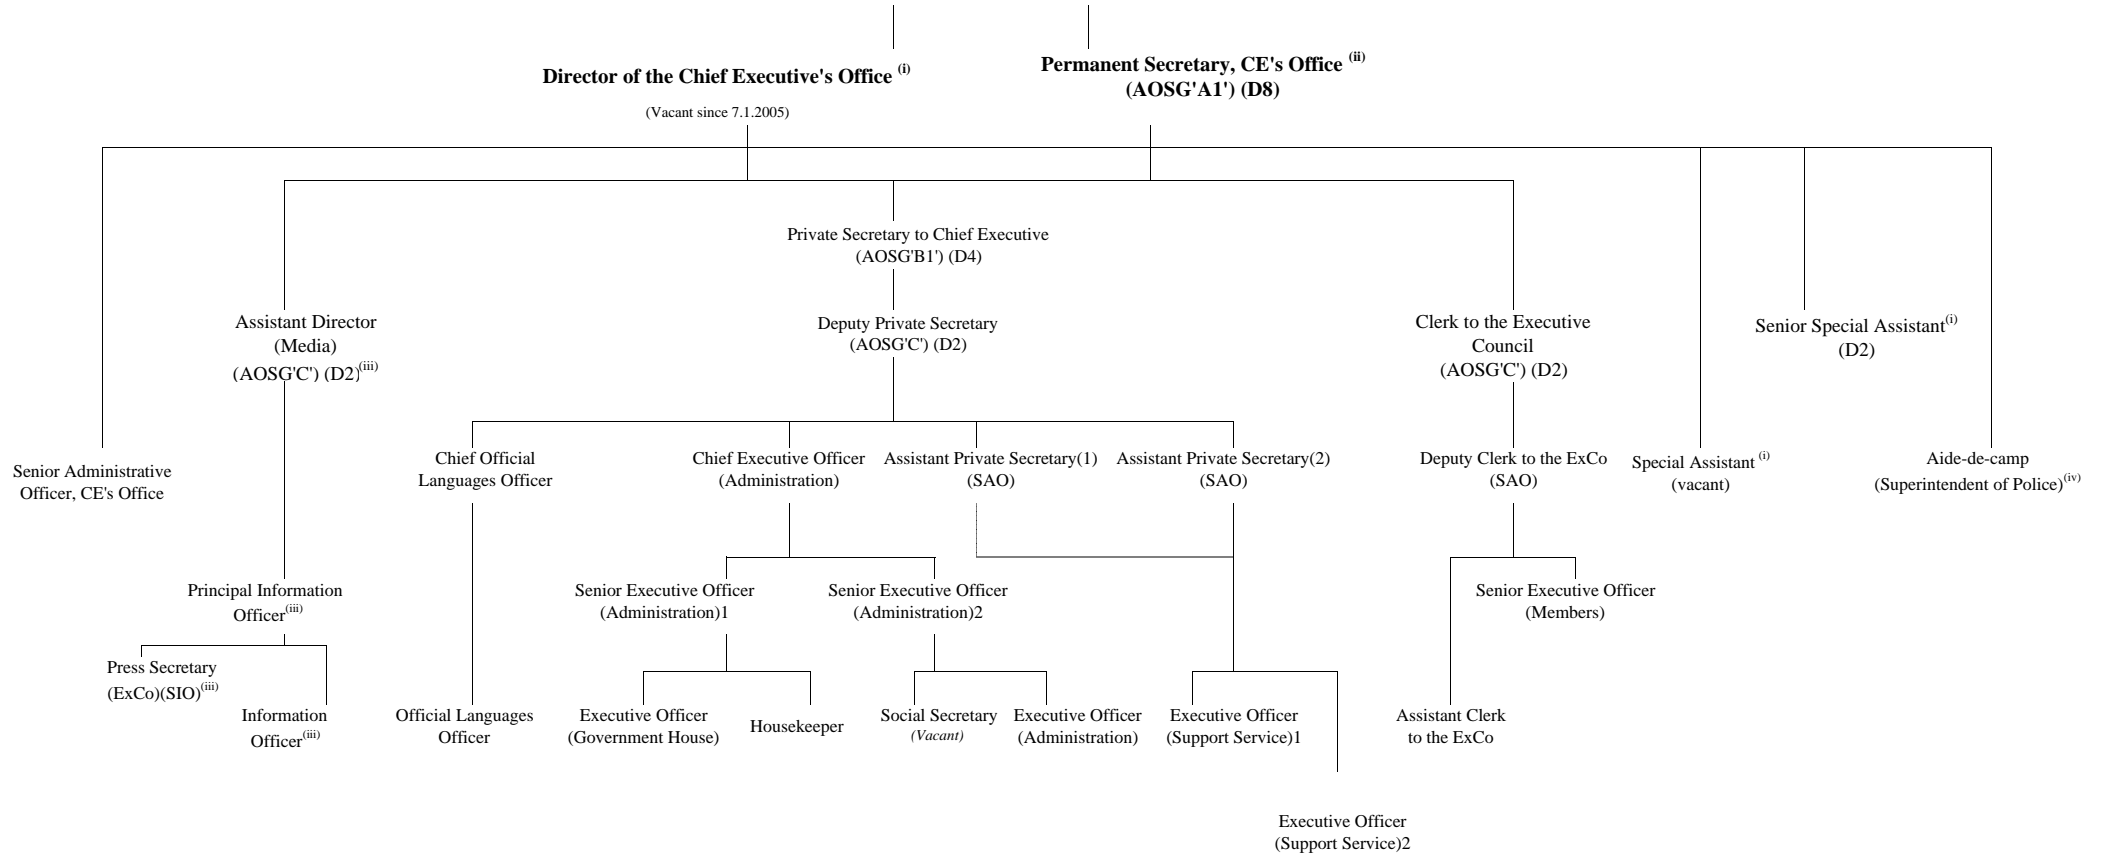 Director of the Chief Executive's Office (i)
(Vacant since 7.1.2005)
Permanent Secretary, CE's Office (ii)
(AOSG'A1') (D8)
Private Secretary to Chief Executive
(AOSG'B1') (D4)
Assistant Director
(Media)
(AOSG'C') (D2)(iii)
Deputy Private Secretary
(AOSG'C') (D2)
Clerk to the Executive
Council
(AOSG'C') (D2)
Senior Special Assistant(i)
(D2)
Senior Administrative
Officer, CE's Office
Chief Official
Languages Officer
Chief Executive Officer
(Administration)
Assistant Private Secretary(1)
(SAO)
Assistant Private Secretary(2)
(SAO)
Deputy Clerk to the ExCo
(SAO)
Special Assistant (i)
(vacant)
Aide-de-camp
(Superintendent of Police)(iv)
Principal Information
Officer(iii)
Senior Executive Officer
(Administration)1
Senior Executive Officer
(Administration)2
Senior Executive Officer
(Members)
Press Secretary
(ExCo)(SIO)(iii)
Information
Officer(iii)
Official Languages
Officer
Executive Officer
(Government House)
Housekeeper
Social Secretary
(Vacant)
Executive Officer
(Administration)
Executive Officer
(Support Service)1
Assistant Clerk
to the ExCo
Executive Officer
(Support Service)2